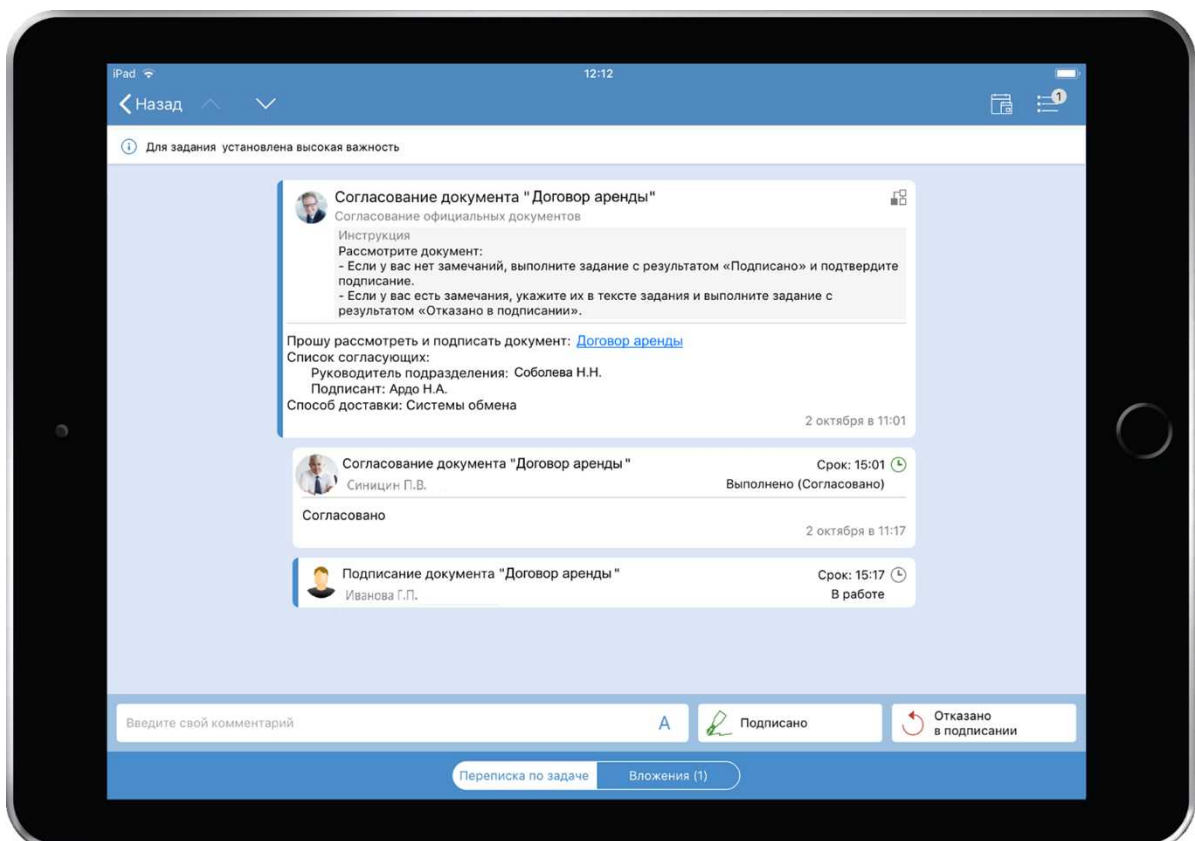 iPad 12:12
Назад
1
Для задания установлена высокая важность
Согласование документа "Договор аренды"
Согласование официальных документов
Инструкция
Рассмотрите документ:
- Если у вас нет замечаний, выполните задание с результатом «Подписано» и подтвердите
подписание.
- Если у вас есть замечания, укажите их в тексте задания и выполните задание с
результатом «Отказано в подписании».
Прошу рассмотреть и подписать документ: Договор аренды
Список согласующих:
Руководитель подразделения: Соболева Н.Н.
Подписант: Ардо Н.А.
Способ доставки: Системы обмена
2 октября в 11:01
Согласование документа "Договор аренды" Срок: 15:01
Синицин П.В. Выполнено (Согласовано)
Согласовано
2 октября в 11:17
Подписание документа "Договор аренды" Срок: 15:17
Иванова Г.П. В работе
Введите свой комментарий А Подписано
Отказано
в подписании
Переписка по задаче Вложения (1)